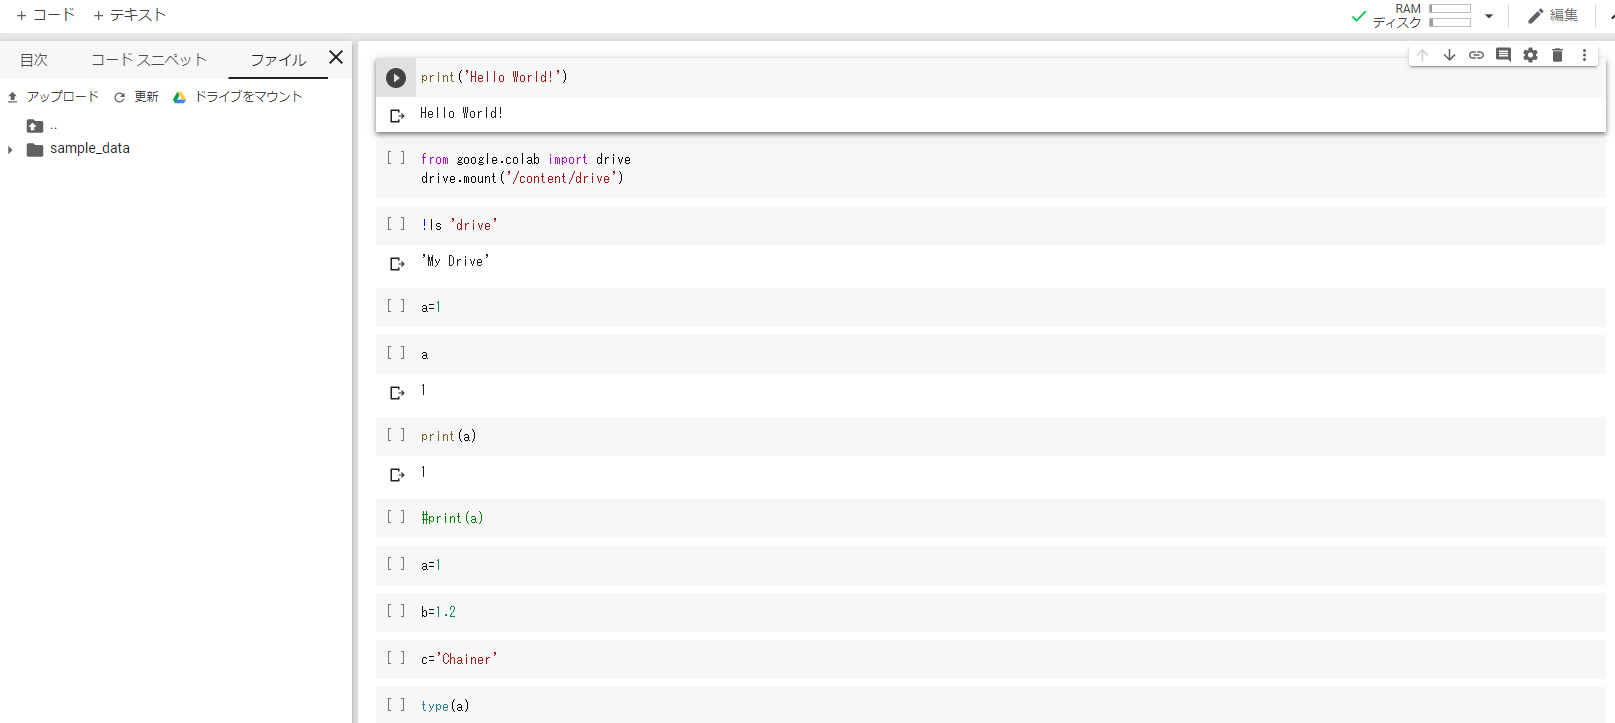 + コード + テキスト
RAM
ディスク
編集
目次 コード スニペット ファイル
アップロード 更新 ドライブをマウント
..
sample_data
print('Hello World!')
Hello World!
[ ] from google.colab import drive
drive.mount('/content/drive')
[ ] !ls 'drive'
'My Drive'
[ ] a=1
[ ] a
1
[ ] print(a)
1
[ ] #print(a)
[ ] a=1
[ ] b=1.2
[ ] c='Chainer'
[ ] type(a)